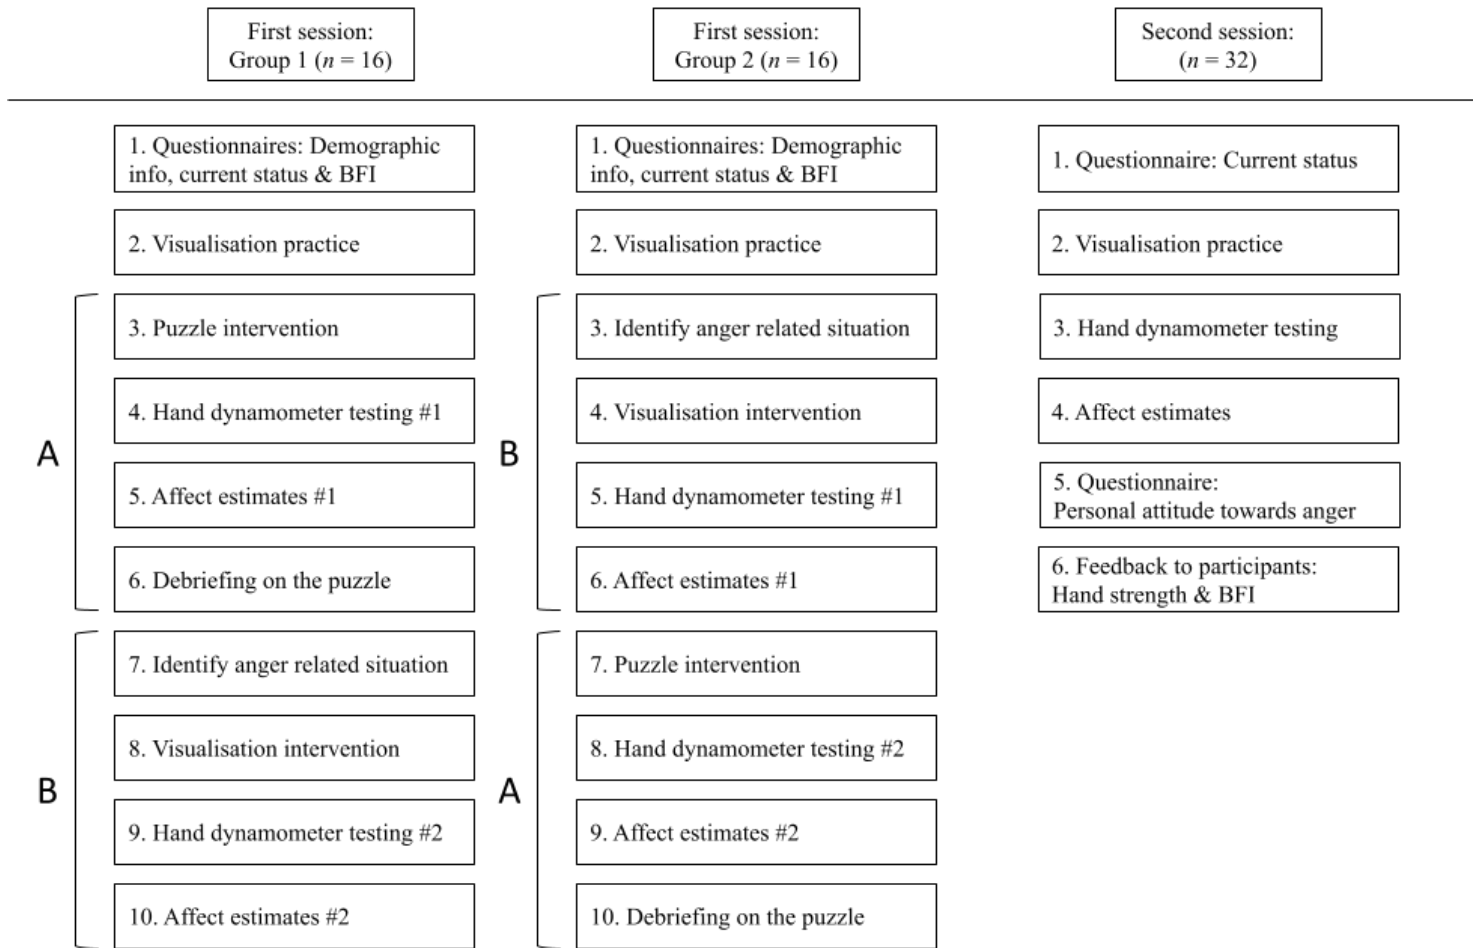 First session:
Group 1 (n = 16)
First session:
Group 2 (n = 16)
Second session:
(n = 32)
1. Questionnaires: Demographic
info, current status & BFI
2. Visualisation practice
A
3. Puzzle intervention
4. Hand dynamometer testing #1
5. Affect estimates #1
6. Debriefing on the puzzle
B
7. Identify anger related situation
8. Visualisation intervention
9. Hand dynamometer testing #2
10. Affect estimates #2
1. Questionnaires: Demographic
info, current status & BFI
2. Visualisation practice
B
3. Identify anger related situation
4. Visualisation intervention
5. Hand dynamometer testing #1
6. Affect estimates #1
A
7. Puzzle intervention
8. Hand dynamometer testing #2
9. Affect estimates #2
10. Debriefing on the puzzle
1. Questionnaire: Current status
2. Visualisation practice
3. Hand dynamometer testing
4. Affect estimates
5. Questionnaire:
Personal attitude towards anger
6. Feedback to participants:
Hand strength & BFI